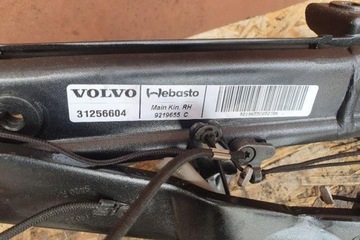 VOLVO
31256604
Webasto
Main Kin. RH
9219655 C